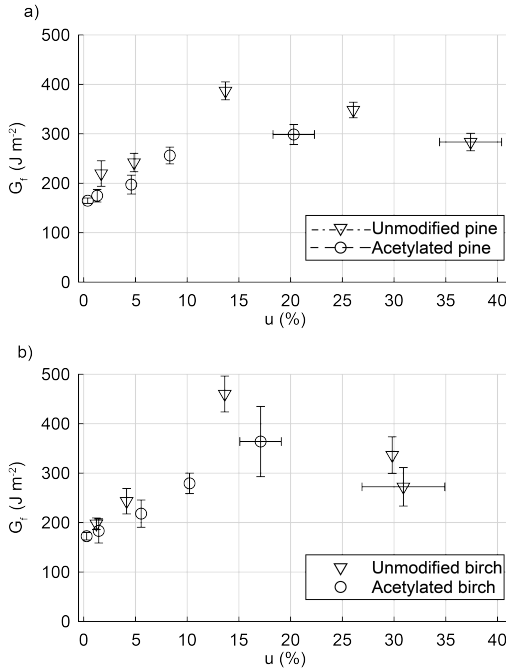 a)
500
400
300
200
100
0
G_f (J m⁻²)
Unmodified pine
Acetylated pine
0 5 10 15 20 25 30 35 40
u (%)
b)
500
400
300
200
100
0
G_f (J m⁻²)
Unmodified birch
Acetylated birch
0 5 10 15 20 25 30 35 40
u (%)